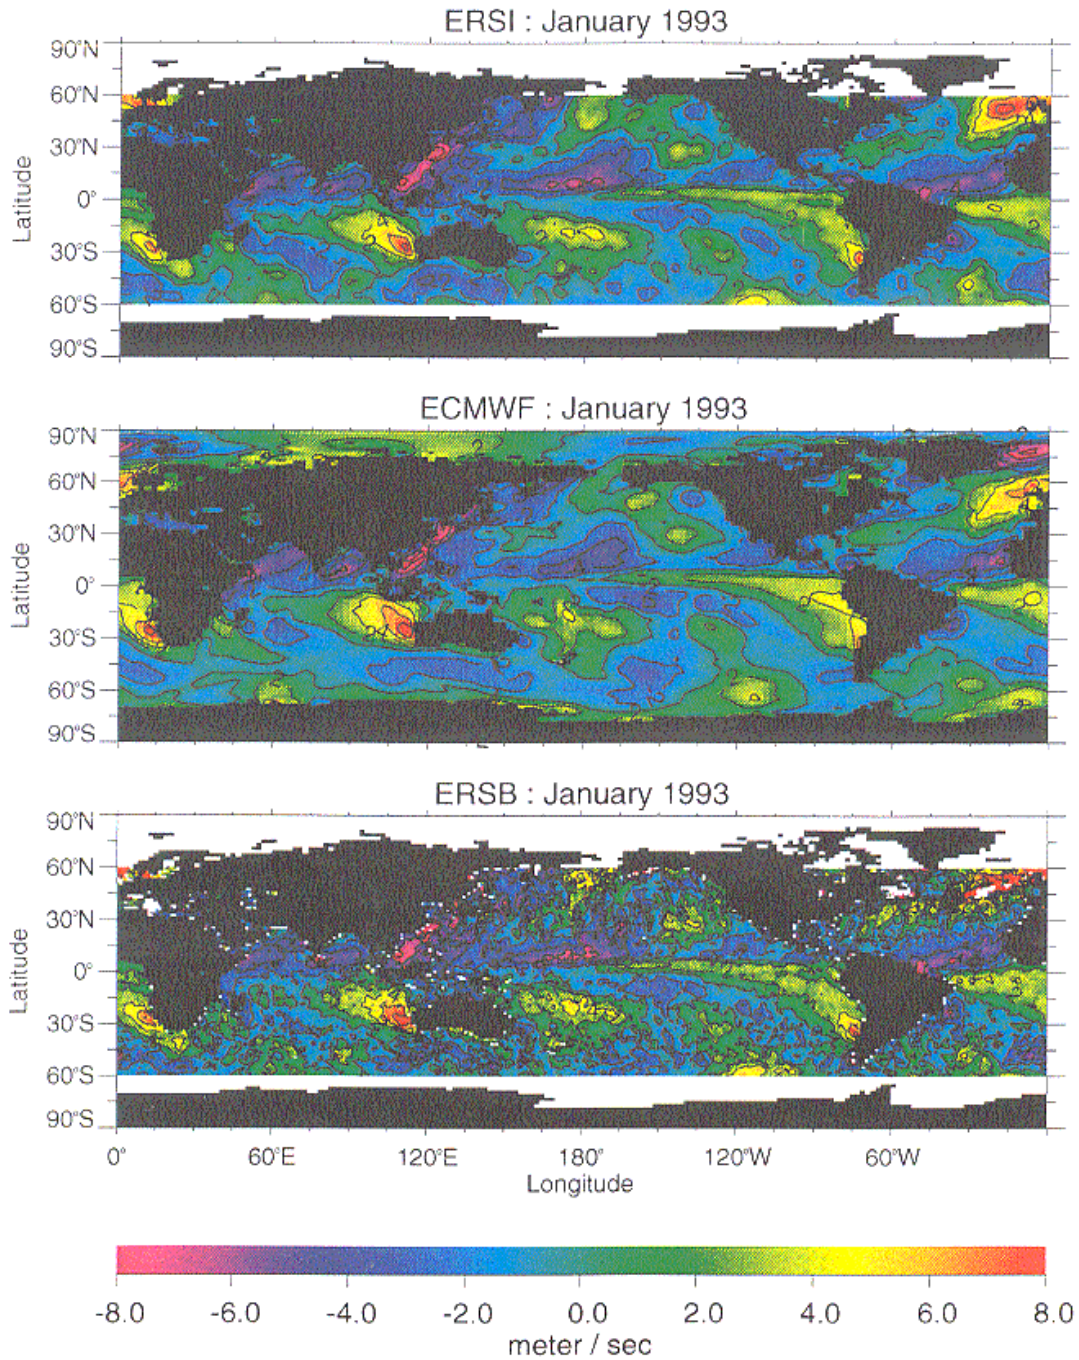 ERSI : January 1993
90°N
60°N
30°N
0°
30°S
60°S
90°S
Latitude
ECMWF : January 1993
90°N
60°N
30°N
0°
30°S
60°S
90°S
Latitude
ERSB : January 1993
90°N
60°N
30°N
0°
30°S
60°S
90°S
Latitude
0° 60°E 120°E 180° 120°W 60°W
Longitude
-8.0 -6.0 -4.0 -2.0 0.0 2.0 4.0 6.0 8.0
meter / sec